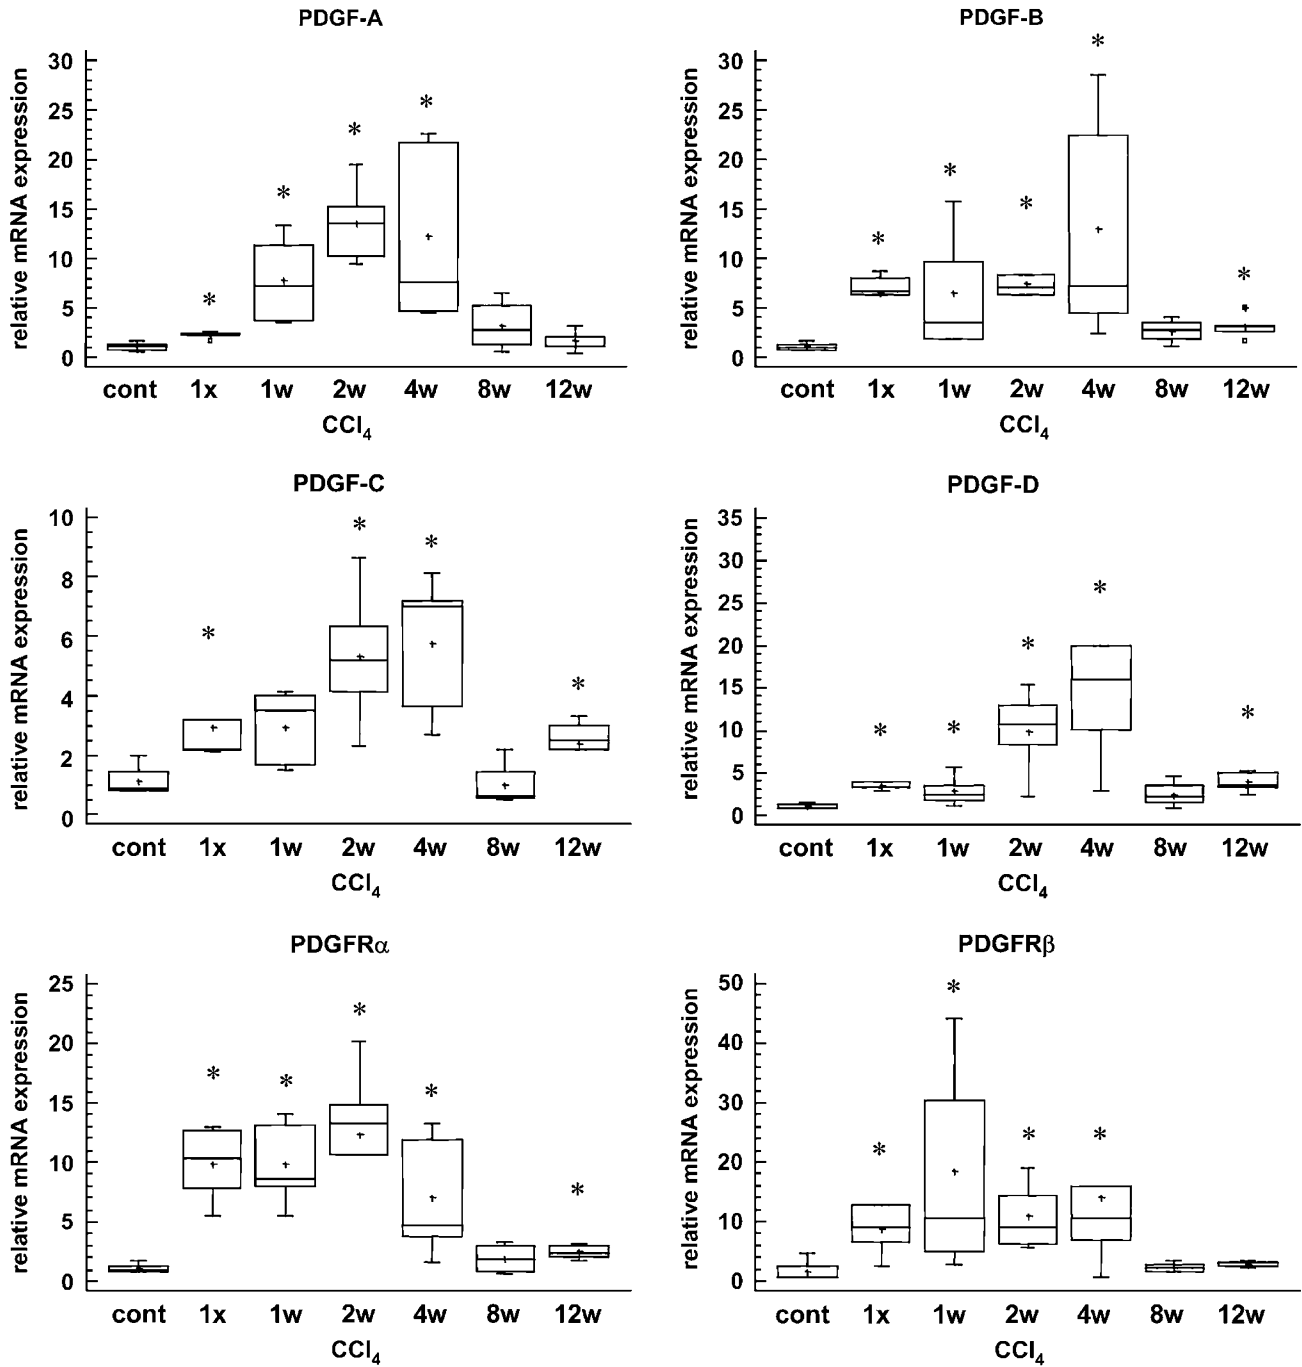 PDGF-A
relative mRNA expression
30
25
20
15
10
5
0
* * * *
cont 1x 1w 2w 4w 8w 12w
CCl₄
PDGF-B
relative mRNA expression
30
25
20
15
10
5
0
* * * * *
cont 1x 1w 2w 4w 8w 12w
CCl₄
PDGF-C
relative mRNA expression
10
8
6
4
2
0
* * * *
cont 1x 1w 2w 4w 8w 12w
CCl₄
PDGF-D
relative mRNA expression
35
30
25
20
15
10
5
0
* * * * *
cont 1x 1w 2w 4w 8w 12w
CCl₄
PDGFRα
relative mRNA expression
25
20
15
10
5
0
* * * * *
cont 1x 1w 2w 4w 8w 12w
CCl₄
PDGFRβ
relative mRNA expression
50
40
30
20
10
0
* * * *
cont 1x 1w 2w 4w 8w 12w
CCl₄